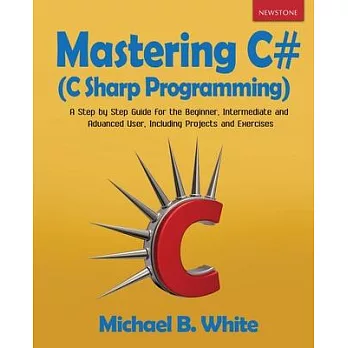 NEWSTONE
Mastering C#
(C Sharp Programming)
A Step by Step Guide for the Beginner, Intermediate and
Advanced User, Including Projects and Exercises
C
Michael B. White